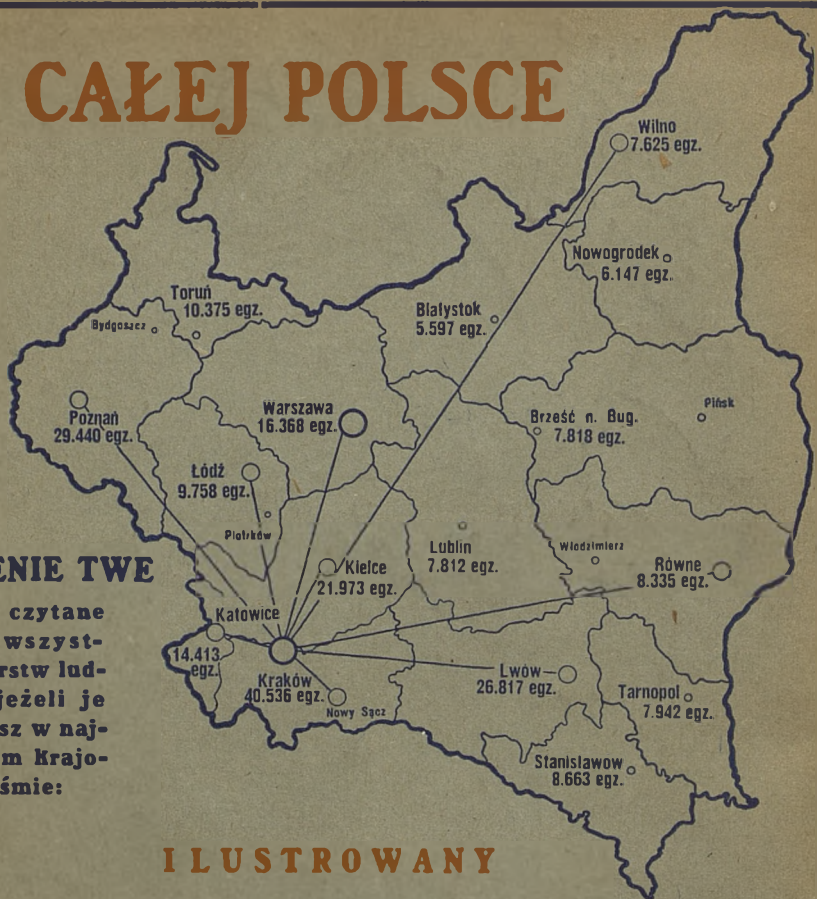 CAŁEJ POLSCE
Wilno
7.625 egz.
Nowogrodek
6.147 egz.
Toruń
10.375 egz.
Bydgoszcz
Białystok
5.597 egz.
Poznań
29.440 egz.
Warszawa
16.368 egz.
Brześć n. Bug.
7.818 egz.
Pińsk
Łódź
9.758 egz.
Piotrków
Kielce
21.973 egz.
Lublin
7.812 egz.
Włodzimierz
Równe
8.335 egz.
Katowice
14.413
egz.
Kraków
40.536 egz.
Nowy Sącz
Lwów
26.817 egz.
Tarnopol
7.942 egz.
Stanisławow
8.663 egz.
ENIE TWE
czytane
wszyst-
rstw lud-
jeżeli je
sz w naj-
m Krajo-
śmie:
ILUSTROWANY